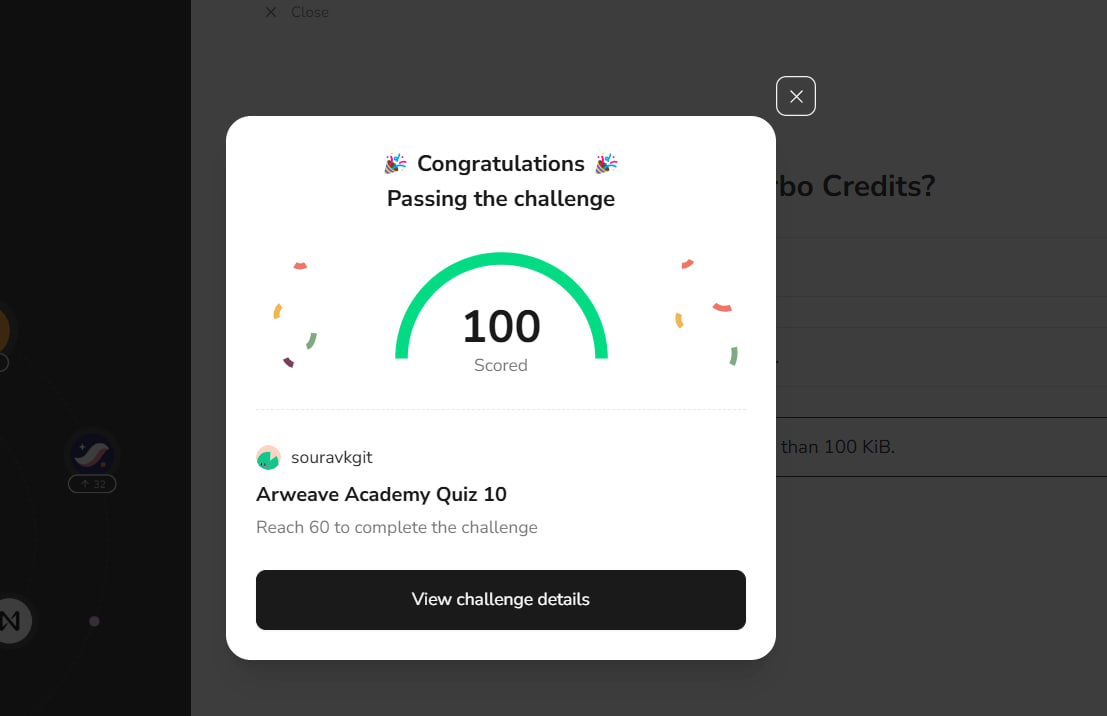 Close
Congratulations
Passing the challenge
rbo Credits?
100
Scored
than 100 KiB.
32
souravkgit
Arweave Academy Quiz 10
Reach 60 to complete the challenge
View challenge details